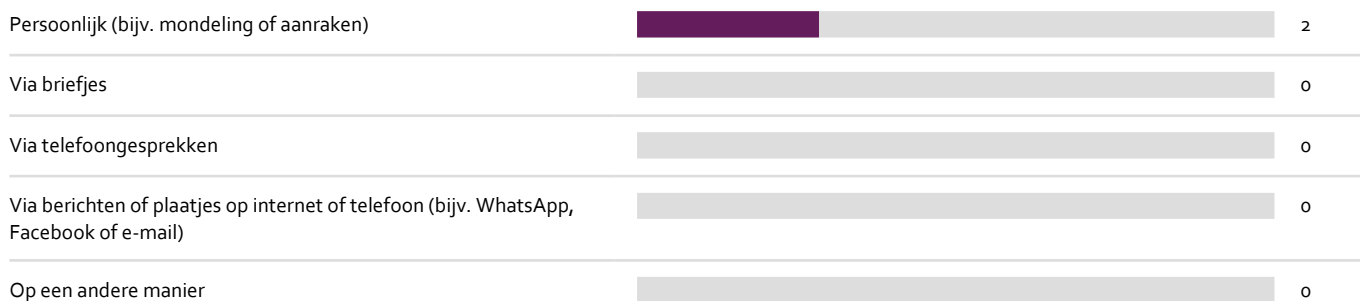 Persoonlijk (bijv. mondeling of aanraken) 2
Via briefjes 0
Via telefoongesprekken 0
Via berichten of plaatjes op internet of telefoon (bijv. WhatsApp, 0
Facebook of e-mail)
Op een andere manier 0